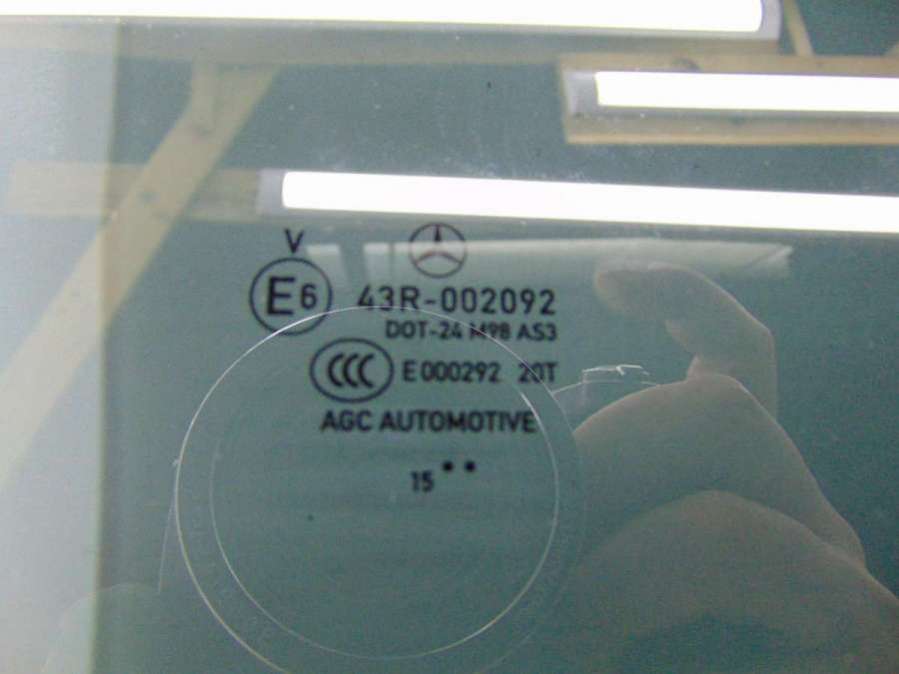 V
E6 43R-002092
DOT-24 M98 AS3
CCC E000292 20T
AGC AUTOMOTIVE
15 ••